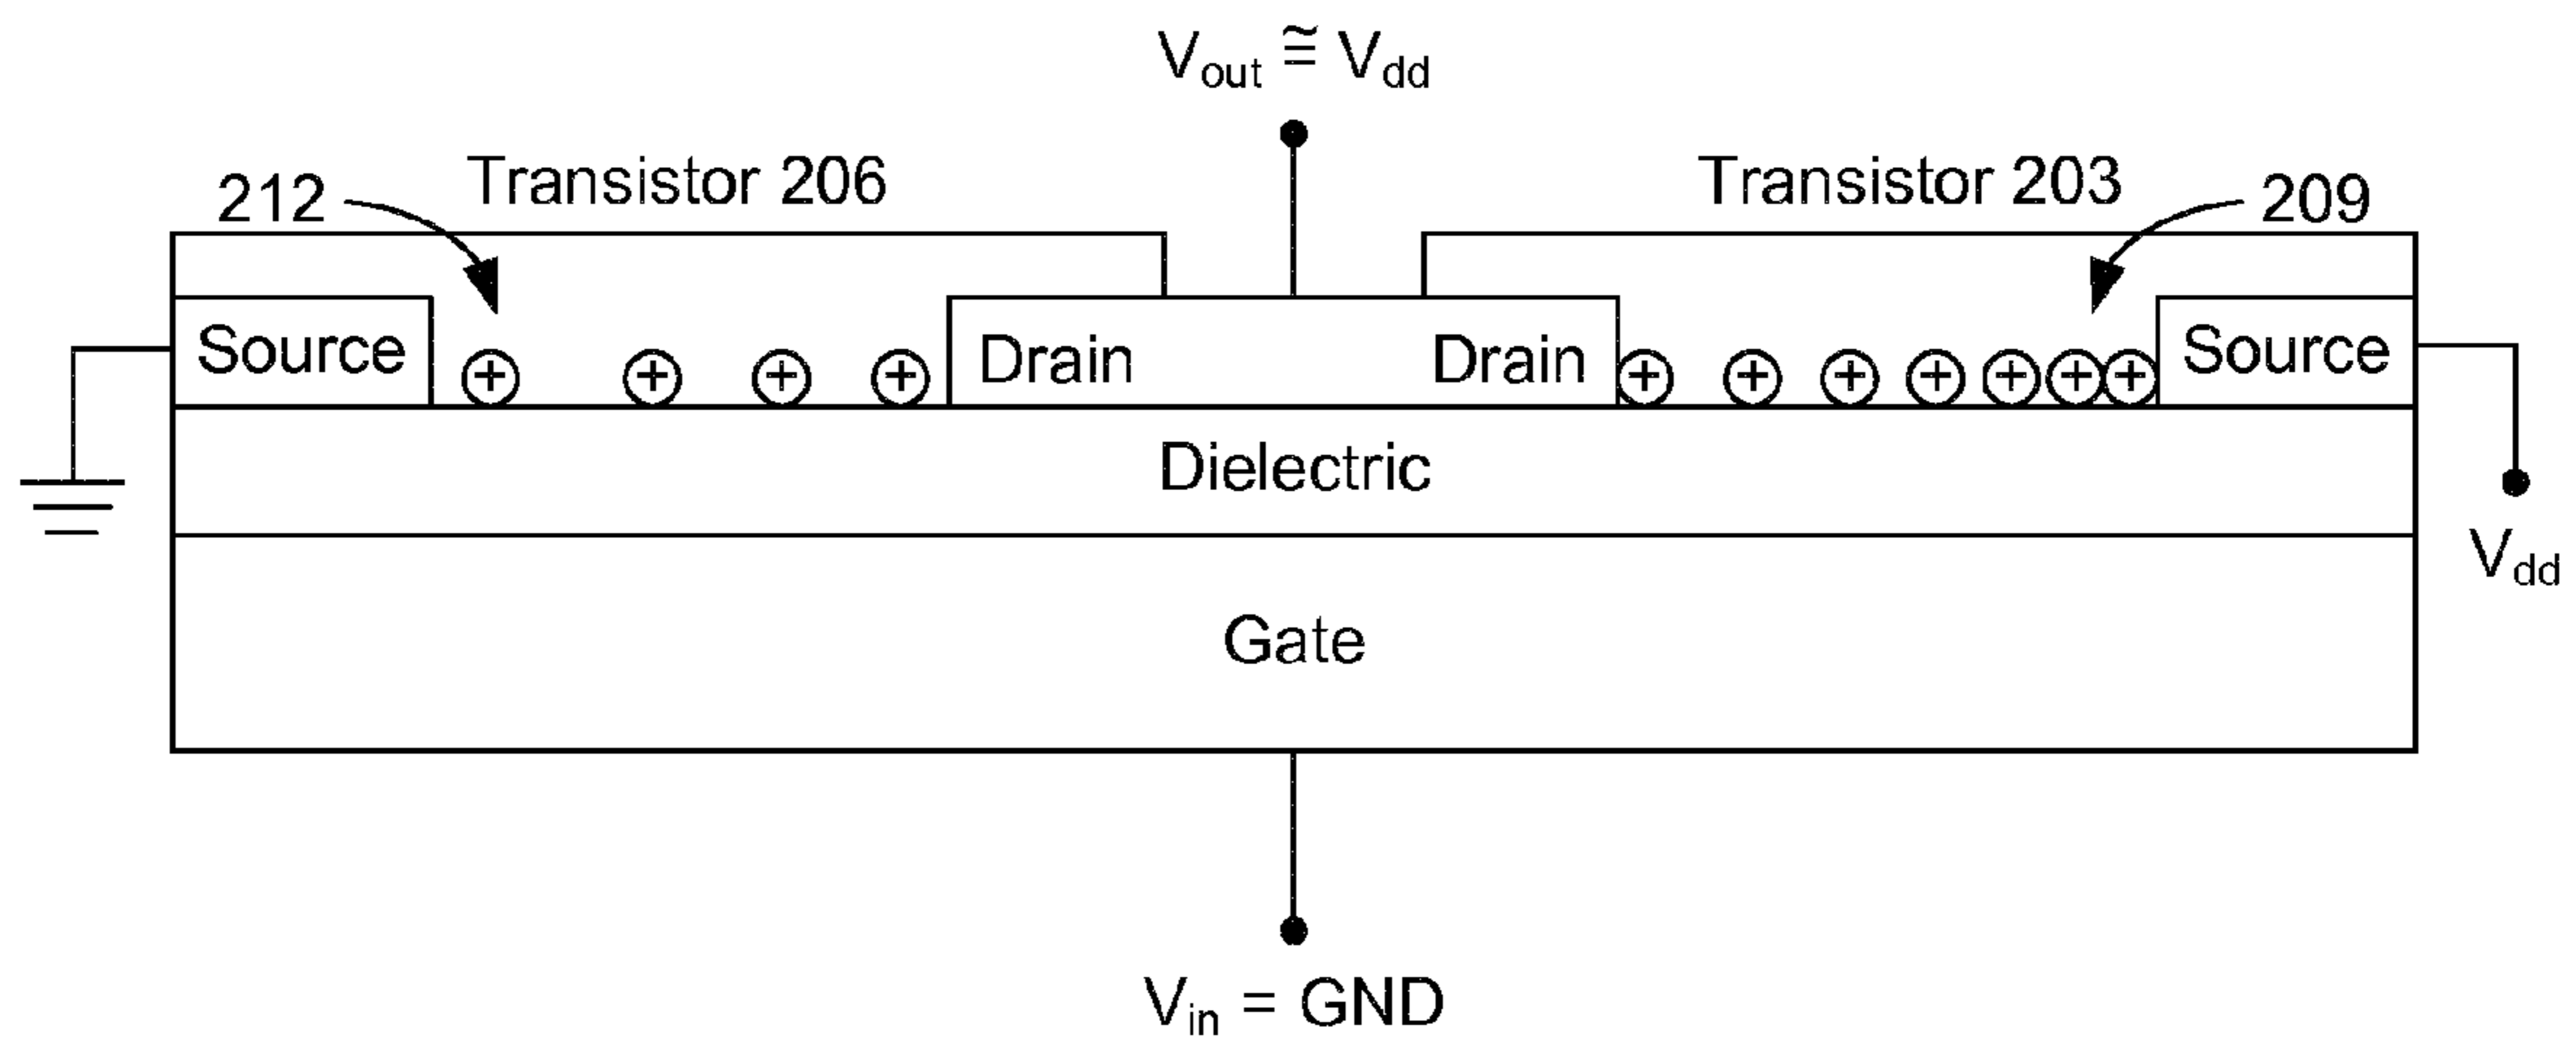 V_out ≅ V_dd
Transistor 206
Transistor 203
212
209
Source
Drain
Drain
Source
+ + + +
+ + + + + + +
Dielectric
V_dd
Gate
V_in = GND